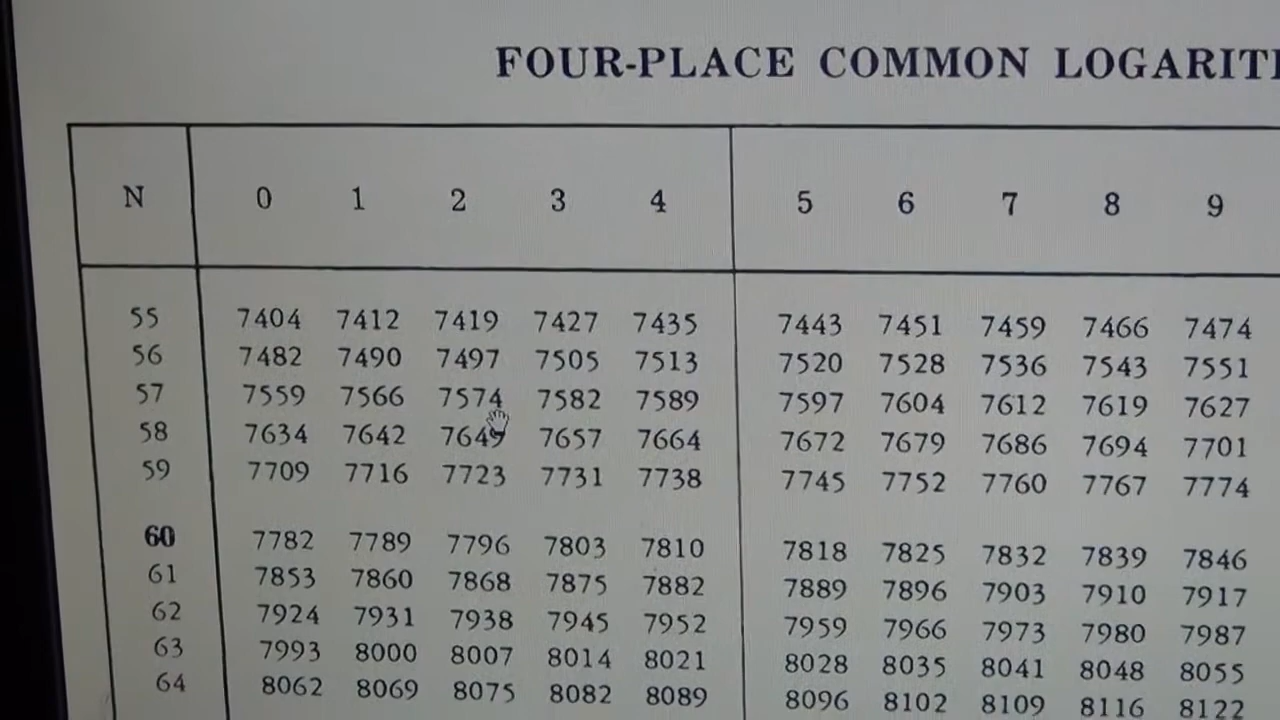 FOUR-PLACE COMMON
N 0 1 2 3 4 5 6 7 8 9
55 7404 7412 7419 7427 7435 7443 7451 7459 7466 7474
56 7482 7490 7497 7505 7513 7520 7528 7536 7543 7551
57 7559 7566 7574 7582 7589 7597 7604 7612 7619 7627
58 7634 7642 7649 7657 7664 7672 7679 7686 7694 7701
59 7709 7716 7723 7731 7738 7745 7752 7760 7767 7774
60 7782 7789 7796 7803 7810 7818 7825 7832 7839 7846
61 7853 7860 7868 7875 7882 7889 7896 7903 7910 7917
62 7924 7931 7938 7945 7952 7959 7966 7973 7980 7987
63 7993 8000 8007 8014 8021 8028 8035 8041 8048 8055
64 8062 8069 8075 8082 8089 8096 8102 8109 8116 8122